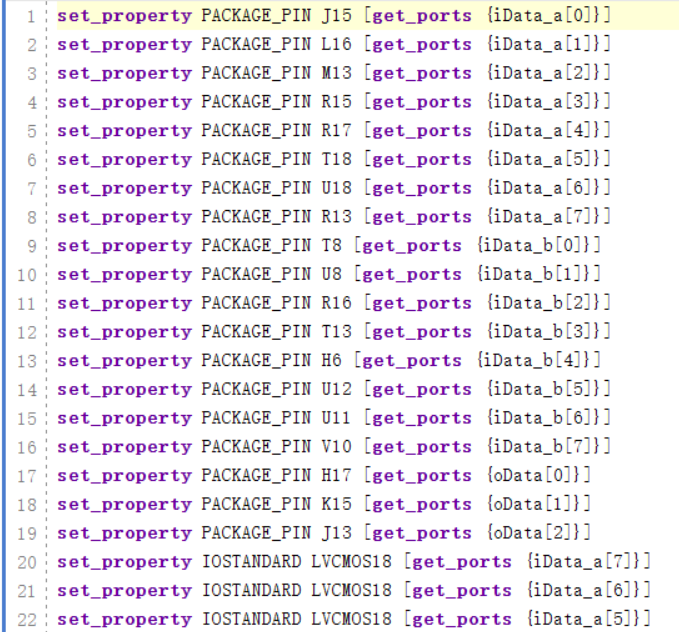 1 set_property PACKAGE_PIN J15 [get_ports {iData_a[0]}]
2 set_property PACKAGE_PIN L16 [get_ports {iData_a[1]}]
3 set_property PACKAGE_PIN M13 [get_ports {iData_a[2]}]
4 set_property PACKAGE_PIN R15 [get_ports {iData_a[3]}]
5 set_property PACKAGE_PIN R17 [get_ports {iData_a[4]}]
6 set_property PACKAGE_PIN T18 [get_ports {iData_a[5]}]
7 set_property PACKAGE_PIN U18 [get_ports {iData_a[6]}]
8 set_property PACKAGE_PIN R13 [get_ports {iData_a[7]}]
9 set_property PACKAGE_PIN T8 [get_ports {iData_b[0]}]
10 set_property PACKAGE_PIN U8 [get_ports {iData_b[1]}]
11 set_property PACKAGE_PIN R16 [get_ports {iData_b[2]}]
12 set_property PACKAGE_PIN T13 [get_ports {iData_b[3]}]
13 set_property PACKAGE_PIN H6 [get_ports {iData_b[4]}]
14 set_property PACKAGE_PIN U12 [get_ports {iData_b[5]}]
15 set_property PACKAGE_PIN U11 [get_ports {iData_b[6]}]
16 set_property PACKAGE_PIN V10 [get_ports {iData_b[7]}]
17 set_property PACKAGE_PIN H17 [get_ports {oData[0]}]
18 set_property PACKAGE_PIN K15 [get_ports {oData[1]}]
19 set_property PACKAGE_PIN J13 [get_ports {oData[2]}]
20 set_property IOSTANDARD LVCMOS18 [get_ports {iData_a[7]}]
21 set_property IOSTANDARD LVCMOS18 [get_ports {iData_a[6]}]
22 set_property IOSTANDARD LVCMOS18 [get_ports {iData_a[5]}]